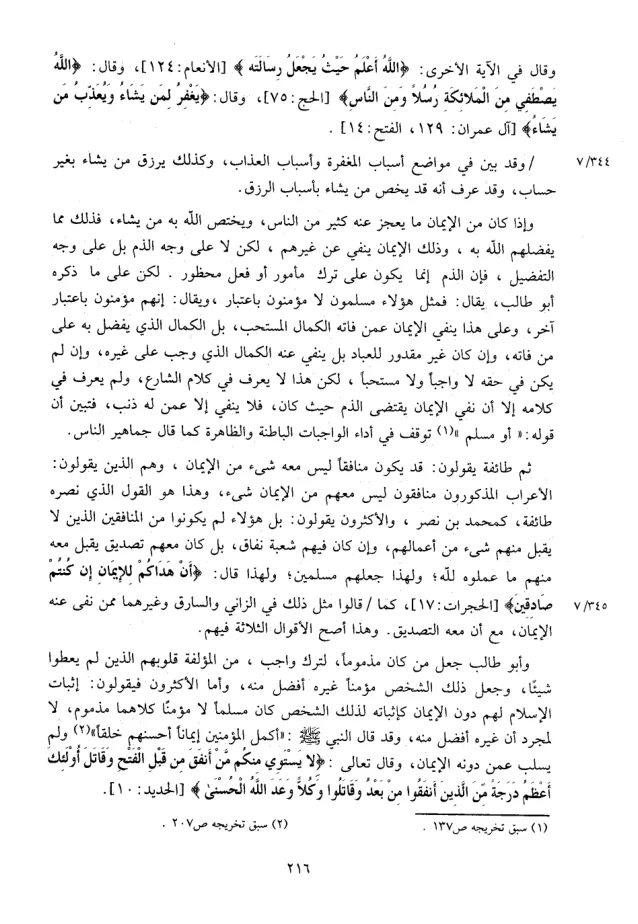 وقال في الآية الأخرى: ﴿اللَّهُ أَعْلَمُ حَيْثُ يَجْعَلُ رِسَالَتَه﴾ [الأنعام:١٢٤]، وقال: ﴿اللَّهُ
يَصْطَفِي مِنَ الْمَلائِكَةِ رُسُلاً وَمِنَ النَّاسِ﴾ [الحج:٧٥]، وقال:﴿يَغْفِرُ لِمَن يَشَاءُ وَيُعَذِّبُ مَن
يَشَاءُ﴾ [آل عمران: ١٢٩، الفتح:١٤] .
٧/٣٤٤ / وقد بين في مواضع أسباب المغفرة وأسباب العذاب، وكذلك يرزق من يشاء بغير
حساب، وقد عرف أنه قد يخص من يشاء بأسباب الرزق.
وإذا كان من الإيمان ما يعجز عنه كثير من الناس، ويختص الله به من يشاء، فذلك مما
يفضلهم الله به ، وذلك الإيمان ينفي عن غيرهم ، لكن لا على وجه الذم بل على وجه
التفضيل ، فإن الذم إنما يكون على ترك مأمور أو فعل محظور . لكن على ما ذكره
أبو طالب، يقال: فمثل هؤلاء مسلمون لا مؤمنون باعتبار ،ويقال: إنهم مؤمنون باعتبار
آخر، وعلى هذا ينفي الإيمان عمن فاته الكمال المستحب، بل الكمال الذي يفضل به على
من فاته، وإن كان غير مقدور للعباد بل ينفي عنه الكمال الذي وجب على غيره، وإن لم
يكن في حقه لا واجباً ولا مستحباً ، لكن هذا لا يعرف في كلام الشارع، ولم يعرف في
كلامه إلا أن نفي الإيمان يقتضى الذم حيث كان، فلا ينفي إلا عمن له ذنب، فتبين أن
قوله:« أو مسلم »(١) توقف في أداء الواجبات الباطنة والظاهرة كما قال جماهير الناس.
ثم طائفة يقولون: قد يكون منافقاً ليس معه شىء من الإيمان ، وهم الذين يقولون:
الأعراب المذكورون منافقون ليس معهم من الإيمان شىء، وهذا هو القول الذي نصره
طائفة، كمحمد بن نصر ، والأكثرون يقولون: بل هؤلاء لم يكونوا من المنافقين الذين لا
يقبل منهم شىء من أعمالهم، وإن كان فيهم شعبة نفاق، بل كان معهم تصديق يقبل معه
منهم ما عملوه لله؛ ولهذا جعلهم مسلمين؛ ولهذا قال: ﴿أَنْ هَدَاكُمْ لِلإِيمَانِ إِن كُنتُمْ
٧/٣٤٥ صَادِقِينَ﴾ [الحجرات:١٧]، كما / قالوا مثل ذلك في الزاني والسارق وغيرهما ممن نفى عنه
الإيمان، مع أن معه التصديق. وهذا أصح الأقوال الثلاثة فيهم.
وأبو طالب جعل من كان مذموماً، لترك واجب ، من المؤلفة قلوبهم الذين لم يعطوا
شيئًا، وجعل ذلك الشخص مؤمناً غيره أفضل منه، وأما الأكثرون فيقولون: إثبات
الإسلام لهم دون الإيمان كإثباته لذلك الشخص كان مسلماً لا مؤمنًا كلاهما مذموم، لا
لمجرد أن غيره أفضل منه، وقد قال النبي ﷺ :«أكمل المؤمنين إيماناً أحسنهم خلقاً»(٢) ولم
يسلب عمن دونه الإيمان، وقال تعالى :﴿لا يَسْتَوِي مِنكُم مَّنْ أَنفَقَ مِن قَبْلِ الْفَتْحِ وَقَاتَلَ أُوْلَئِكَ
أَعْظَمُ دَرَجَةً مِّنَ الَّذِينَ أَنفَقُوا مِنْ بَعْدُ وَقَاتَلُوا وَكُلاًّ وَعَدَ اللَّهُ الْحُسْنَىٰ ﴾ [الحديد:١٠].
(١) سبق تخريجه ص١٣٧ . (٢) سبق تخريجه ص٢٠٧ .
٢١٦